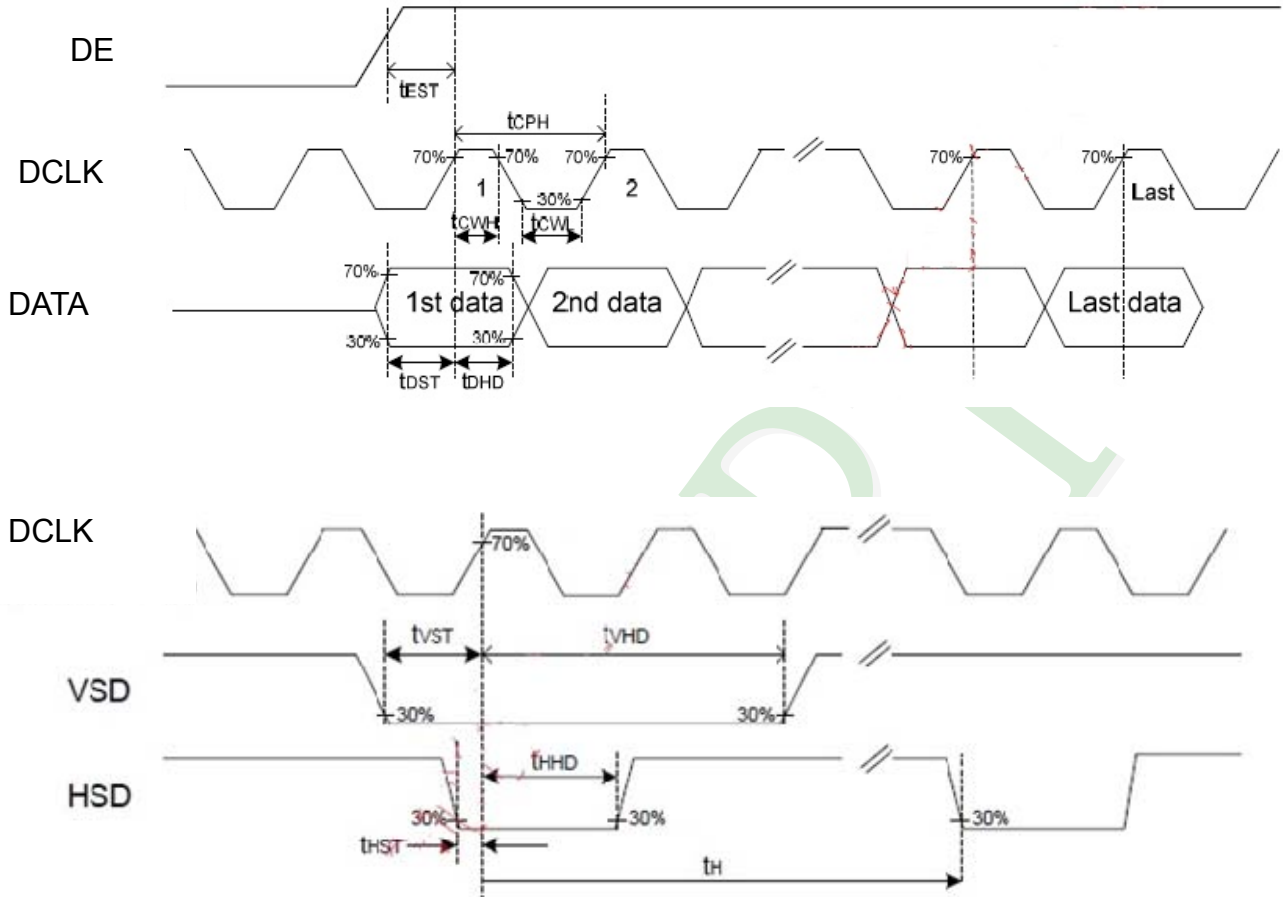 DE
tEST
tCPH
DCLK
70%
70%
70%
70%
70%
1
2
Last
30%
tCWH
tCWL
70%
70%
DATA
1st data
2nd data
Last data
30%
30%
tDST
tDHD
DCLK
70%
tVST
tVHD
VSD
30%
30%
tHHD
HSD
30%
30%
30%
tHST
tH